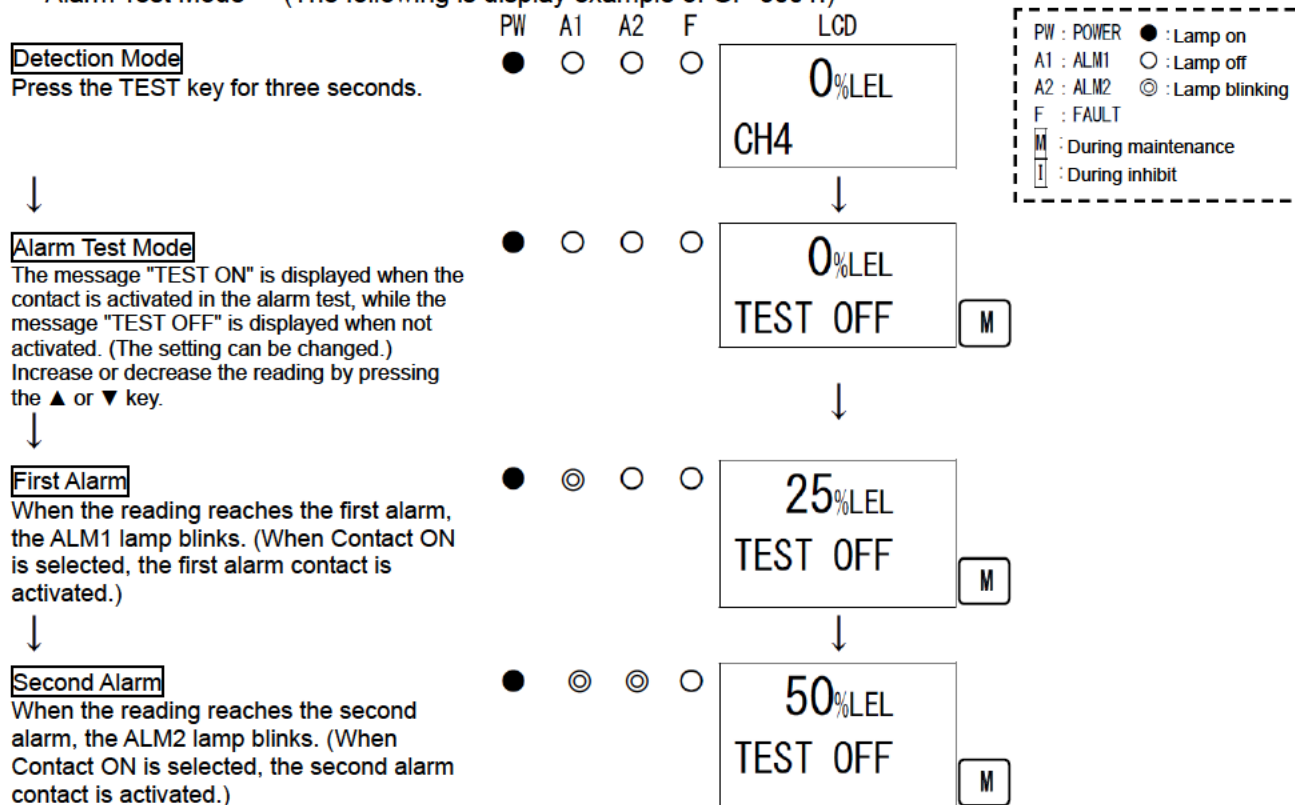 Alarm Test Mode
PW A1 A2 F LCD
Detection Mode
Press the TEST key for three seconds.
● ○ ○ ○
0%LEL
CH4
PW : POWER ● : Lamp on
A1 : ALM1 ○ : Lamp off
A2 : ALM2 ◎ : Lamp blinking
F : FAULT
M : During maintenance
I : During inhibit
↓ ↓
Alarm Test Mode
The message "TEST ON" is displayed when the
contact is activated in the alarm test, while the
message "TEST OFF" is displayed when not
activated. (The setting can be changed.)
Increase or decrease the reading by pressing
the ▲ or ▼ key.
● ○ ○ ○
0%LEL
TEST OFF
M
↓ ↓
First Alarm
When the reading reaches the first alarm,
the ALM1 lamp blinks. (When Contact ON
is selected, the first alarm contact is
activated.)
● ◎ ○ ○
25%LEL
TEST OFF
M
↓ ↓
Second Alarm
When the reading reaches the second
alarm, the ALM2 lamp blinks. (When
Contact ON is selected, the second alarm
contact is activated.)
● ◎ ◎ ○
50%LEL
TEST OFF
M